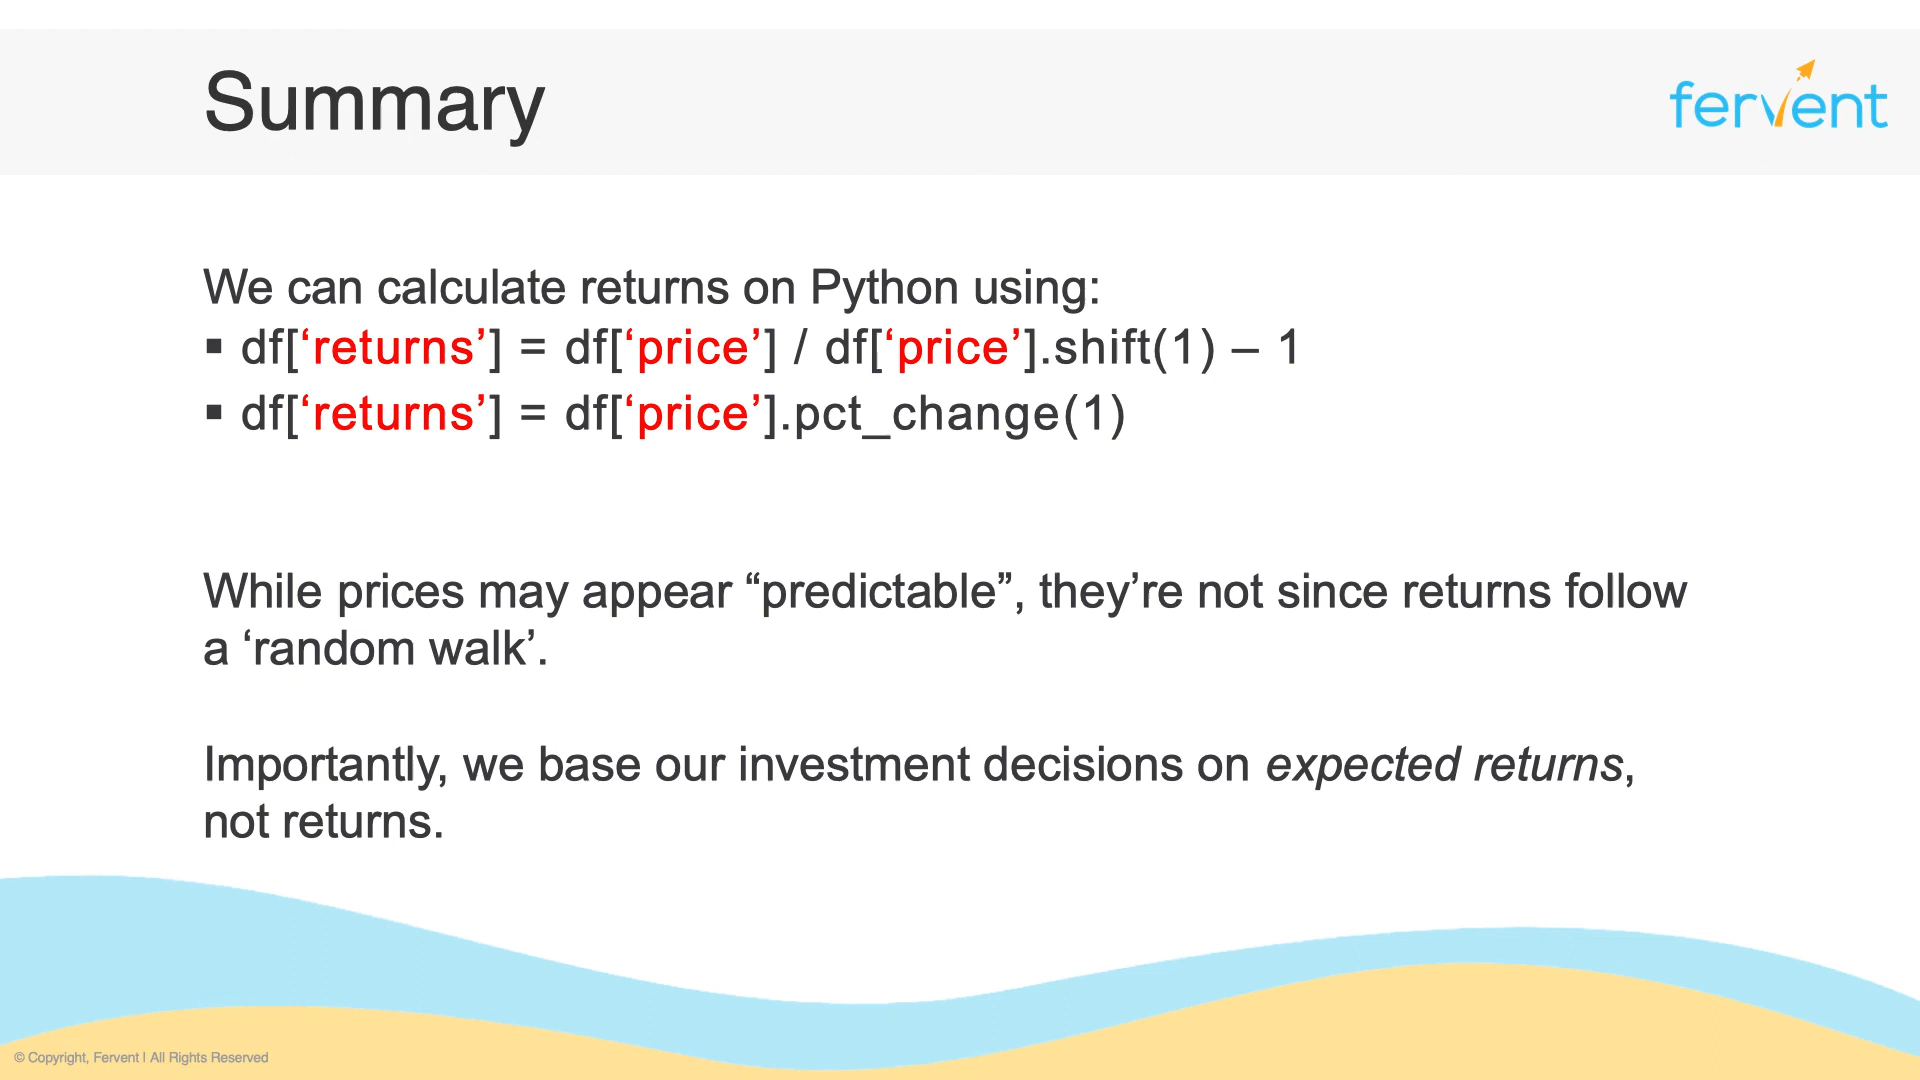 Summary
fervent
We can calculate returns on Python using:
▪ df[‘returns’] = df[‘price’] / df[‘price’].shift(1) – 1
▪ df[‘returns’] = df[‘price’].pct_change(1)
While prices may appear “predictable”, they’re not since returns follow
a ‘random walk’.
Importantly, we base our investment decisions on expected returns,
not returns.
© Copyright, Fervent | All Rights Reserved